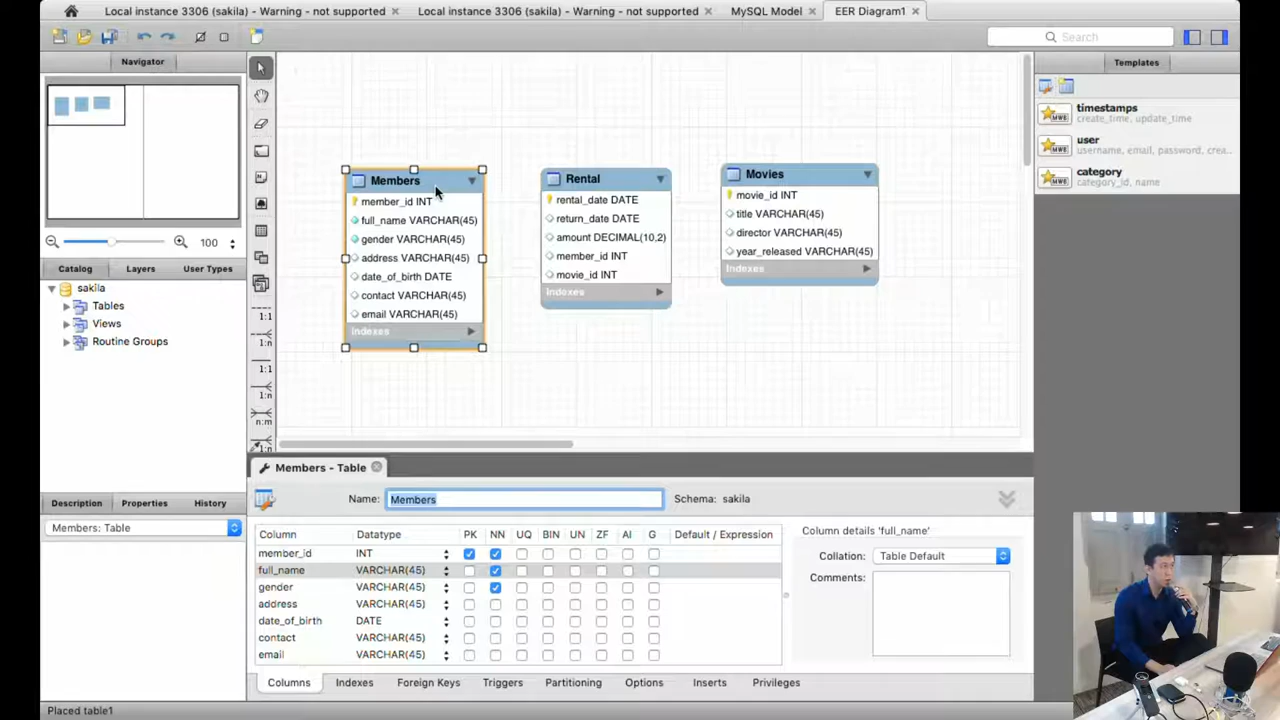 Local instance 3306 (sakila) - Warning - not supported
Local instance 3306 (sakila) - Warning - not supported
MySQL Model
EER Diagram1
Search
Navigator
100
Catalog
Layers
User Types
sakila
Tables
Views
Routine Groups
Description
Properties
History
Members: Table
1:1
1:n
1:1
1:n
n:m
1:n
Members
member_id INT
full_name VARCHAR(45)
gender VARCHAR(45)
address VARCHAR(45)
date_of_birth DATE
contact VARCHAR(45)
email VARCHAR(45)
Indexes
Rental
rental_date DATE
return_date DATE
amount DECIMAL(10,2)
member_id INT
movie_id INT
Indexes
Movies
movie_id INT
title VARCHAR(45)
director VARCHAR(45)
year_released VARCHAR(45)
Indexes
Templates
timestamps
create_time, update_time
user
username, email, password, crea...
category
category_id, name
Members - Table
Name: Members Schema: sakila
Column Datatype PK NN UQ BIN UN ZF AI G Default / Expression
member_id INT
full_name VARCHAR(45)
gender VARCHAR(45)
address VARCHAR(45)
date_of_birth DATE
contact VARCHAR(45)
email VARCHAR(45)
Column details 'full_name'
Collation: Table Default
Comments:
Columns Indexes Foreign Keys Triggers Partitioning Options Inserts Privileges
Placed table1